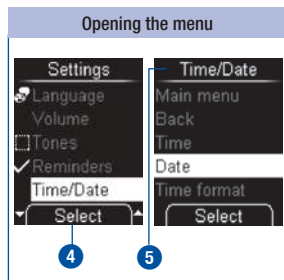 Opening the menu
Settings
Language
Volume
Tones
Reminders
Time/Date
Select
4
Time/Date
Main menu
Back
Time
Date
Time format
Select
5